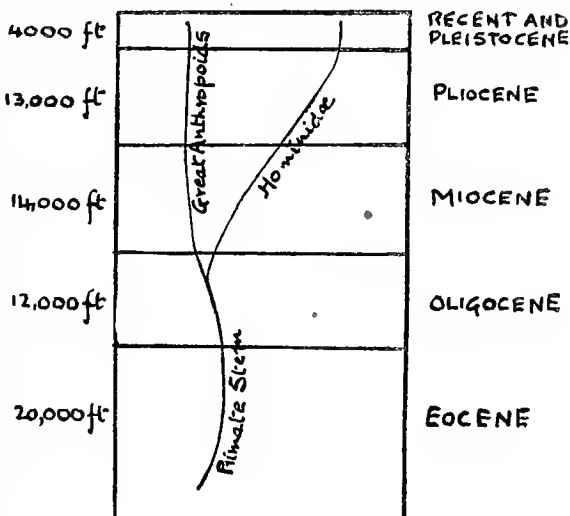 4000 ft
RECENT AND
PLEISTOCENE
13,000 ft
PLIOCENE
Great Anthropoids
Hominidæ
14,000 ft
MIOCENE
12,000 ft
OLIGOCENE
Primate Stem
20,000 ft
EOCENE